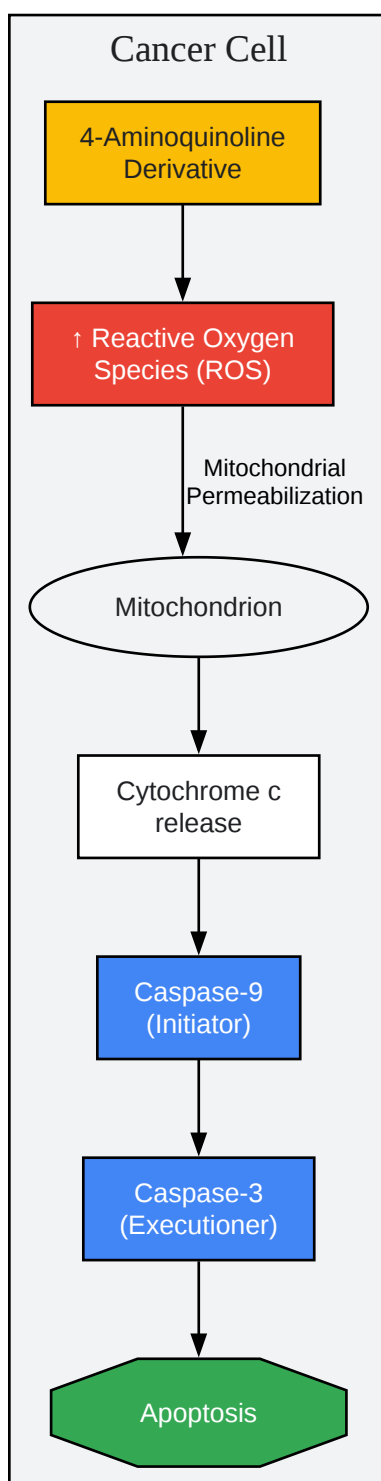 Cancer Cell
4-Aminoquinoline
Derivative
↑ Reactive Oxygen
Species (ROS)
Mitochondrial
Permeabilization
Mitochondrion
Cytochrome c
release
Caspase-9
(Initiator)
Caspase-3
(Executioner)
Apoptosis